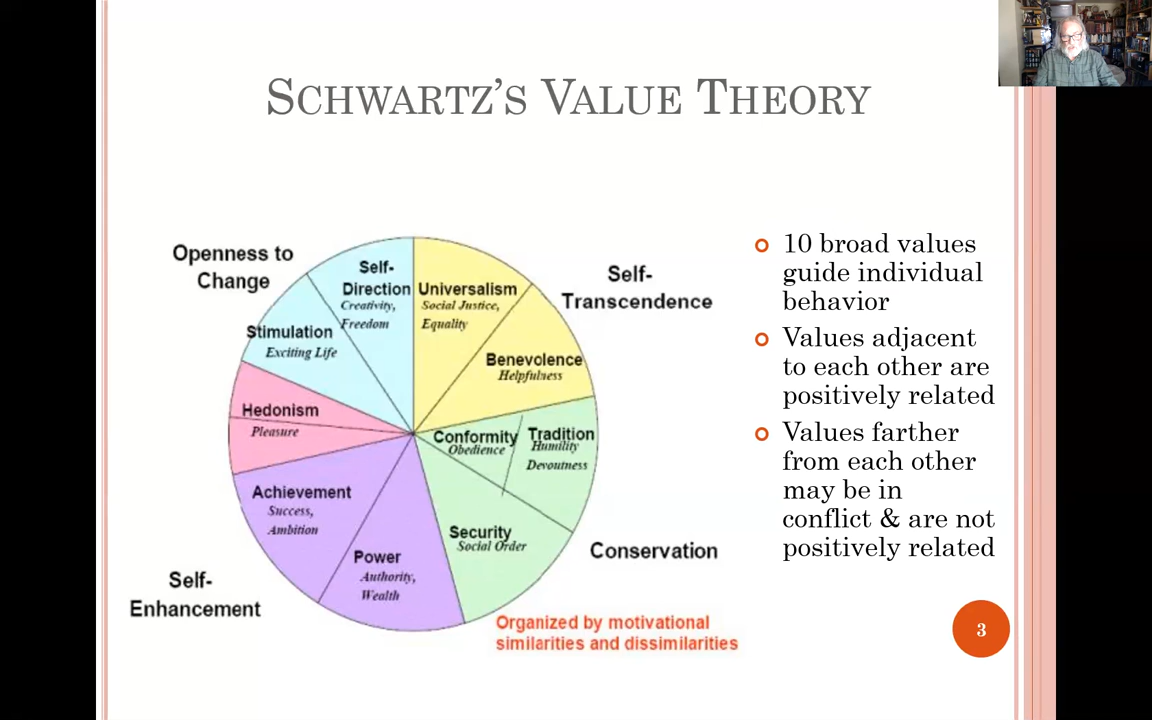 SCHWARTZ'S VALUE THEORY
Openness to
Change
Self-
Direction
Creativity,
Freedom
Universalism
Social Justice,
Equality
Self-
Transcendence
Stimulation
Exciting Life
Benevolence
Helpfulness
Hedonism
Pleasure
Conformity
Obedience
Tradition
Humility
Devoutness
Achievement
Success,
Ambition
Security
Social Order
Power
Authority,
Wealth
Conservation
Self-
Enhancement
Organized by motivational
similarities and dissimilarities
10 broad values
guide individual
behavior
Values adjacent
to each other are
positively related
Values farther
from each other
may be in
conflict & are not
positively related
3